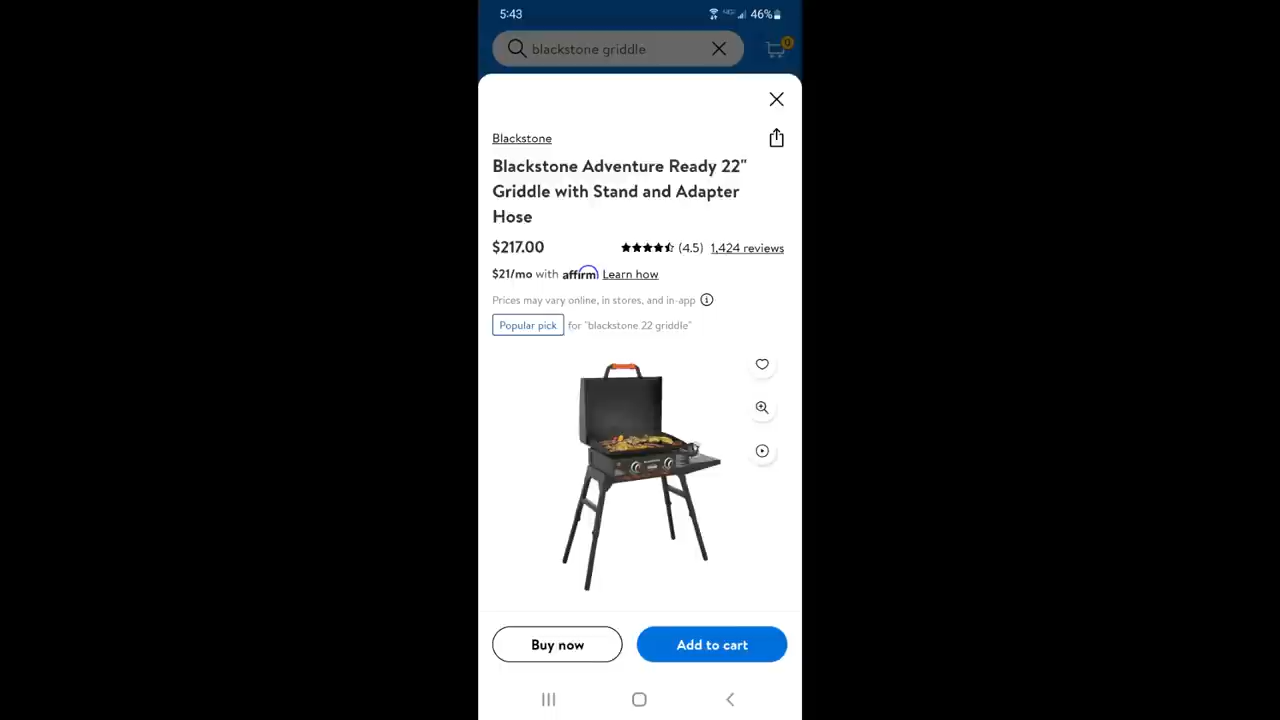 5:43
46%
blackstone griddle
0
Blackstone
Blackstone Adventure Ready 22"
Griddle with Stand and Adapter
Hose
$217.00
(4.5) 1,424 reviews
$21/mo with affirm Learn how
Prices may vary online, in stores, and in-app
Popular pick for "blackstone 22 griddle"
Buy now
Add to cart